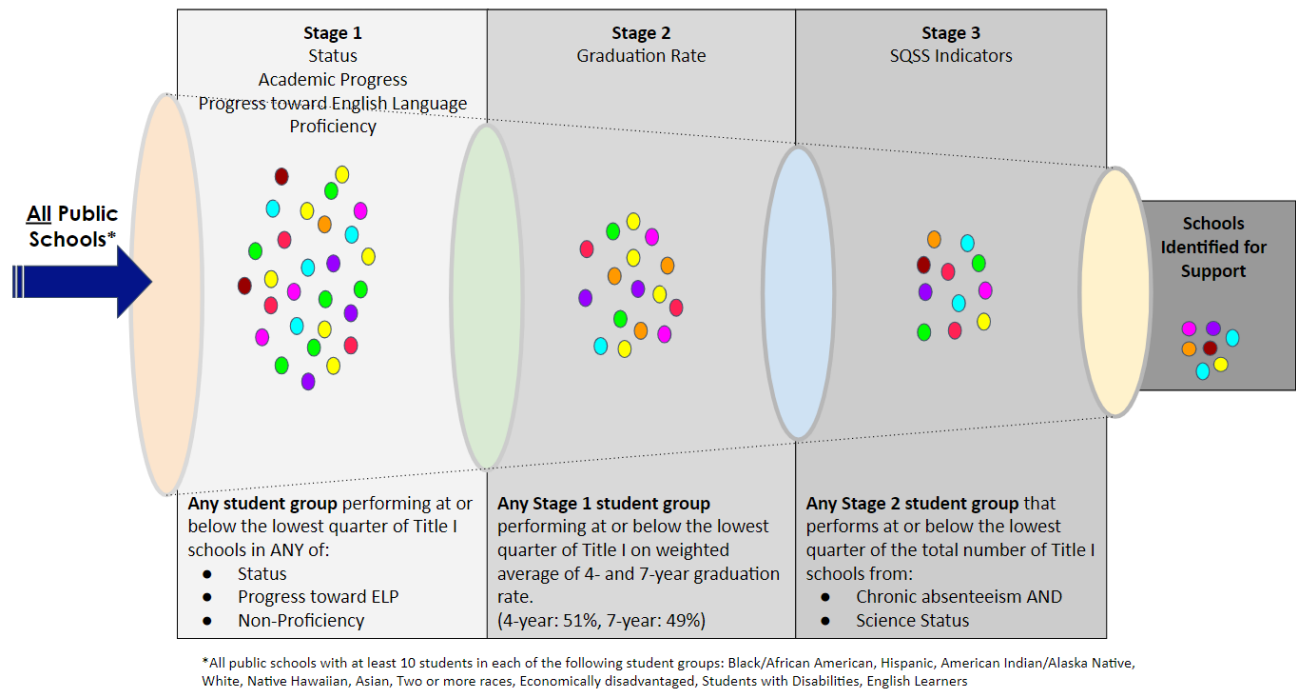 Stage 1
Status
Academic Progress
Progress toward English Language
Proficiency
Stage 2
Graduation Rate
Stage 3
SQSS Indicators
All Public
Schools*
Schools
Identified for
Support
Any student group performing at or
below the lowest quarter of Title I
schools in ANY of:
● Status
● Progress toward ELP
● Non-Proficiency
Any Stage 1 student group
performing at or below the lowest
quarter of Title I on weighted
average of 4- and 7-year graduation
rate.
(4-year: 51%, 7-year: 49%)
Any Stage 2 student group that
performs at or below the lowest
quarter of the total number of Title I
schools from:
● Chronic absenteeism AND
● Science Status
*All public schools with at least 10 students in each of the following student groups: Black/African American, Hispanic, American Indian/Alaska Native,
White, Native Hawaiian, Asian, Two or more races, Economically disadvantaged, Students with Disabilities, English Learners